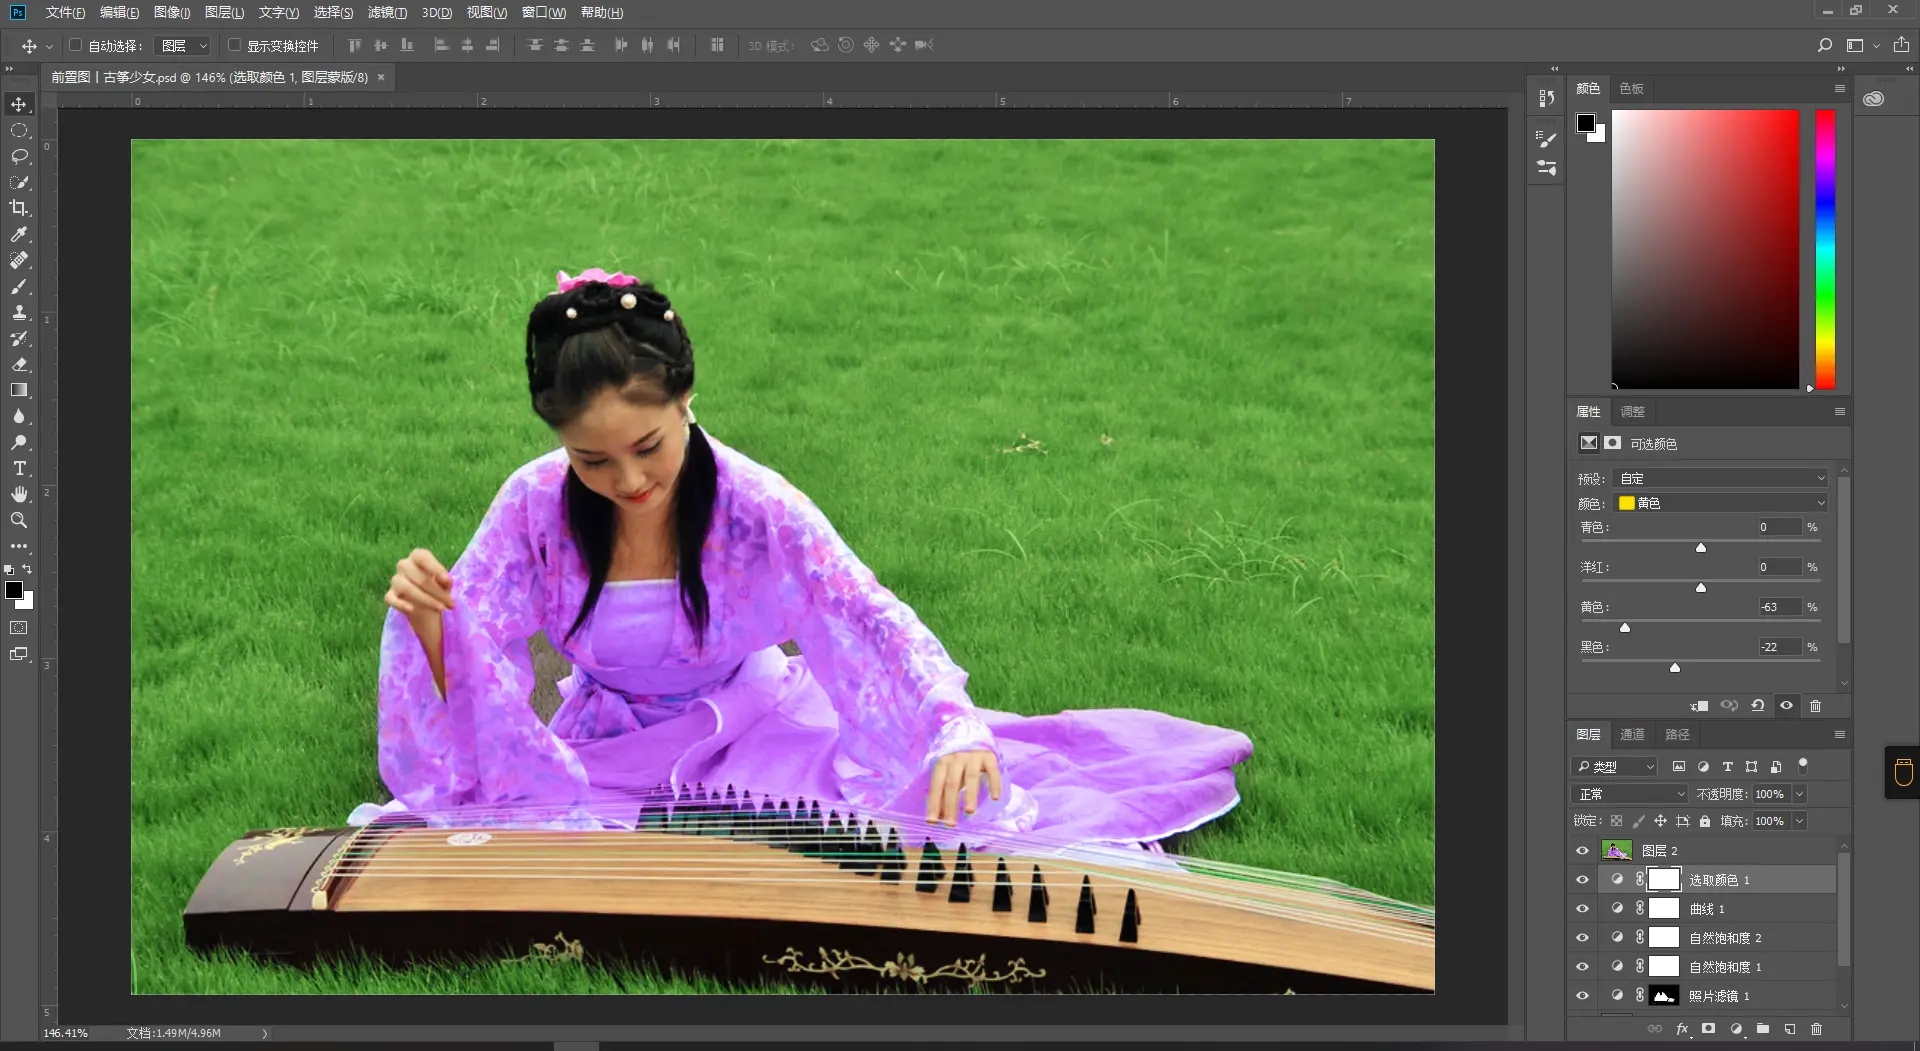 Ps 文件(F) 编辑(E) 图像(I) 图层(L) 文字(Y) 选择(S) 滤镜(T) 3D(D) 视图(V) 窗口(W) 帮助(H)
自动选择: 图层 显示变换控件 3D 模式:
前置图丨古筝少女.psd @ 146% (选取颜色 1, 图层蒙版/8) ×
0 1 2 3 4 5 6 7
0
1
2
3
4
5
颜色 色板
属性 调整
可选颜色
预设: 自定
颜色: 黄色
青色: 0 %
洋红: 0 %
黄色: -63 %
黑色: -22 %
图层 通道 路径
类型
正常 不透明度: 100%
锁定: 填充: 100%
图层 2
选取颜色 1
曲线 1
自然饱和度 2
自然饱和度 1
照片滤镜 1
fx
146.41% 文档:1.49M/4.96M